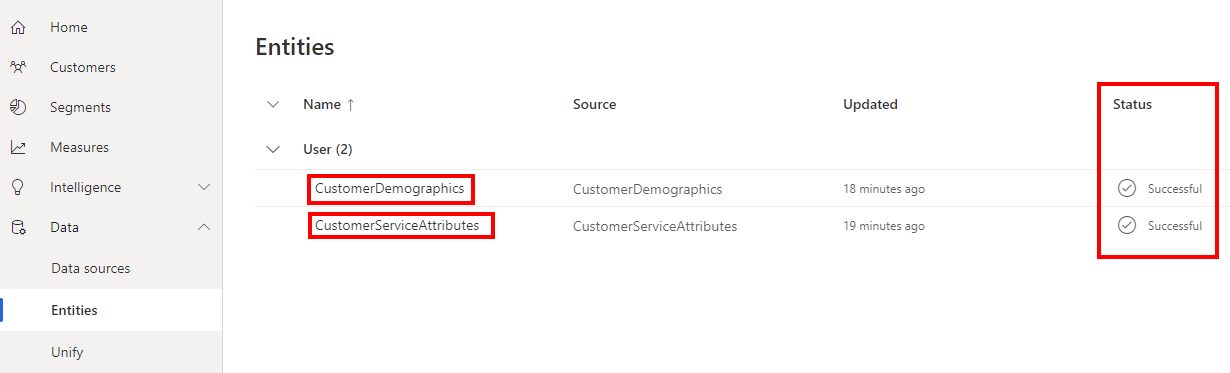 Home
Customers
Segments
Measures
Intelligence
Data
Data sources
Entities
Unify
Entities
Name ↑ Source Updated Status
User (2)
CustomerDemographics CustomerDemographics 18 minutes ago Successful
CustomerServiceAttributes CustomerServiceAttributes 19 minutes ago Successful